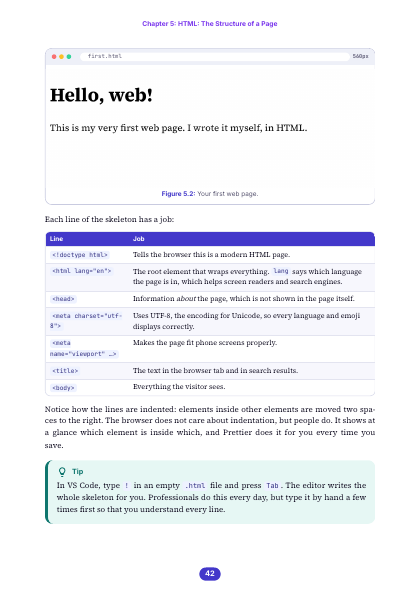 Chapter 5: HTML: The Structure of a Page
first.html
560px
Hello, web!
This is my very first web page. I wrote it myself, in HTML.
Figure 5.2: Your first web page.
Each line of the skeleton has a job:
Line Job
<!doctype html> Tells the browser this is a modern HTML page.
<html lang="en"> The root element that wraps everything. lang says which language
the page is in, which helps screen readers and search engines.
<head> Information about the page, which is not shown in the page itself.
<meta charset="utf- Uses UTF-8, the encoding for Unicode, so every language and emoji
8"> displays correctly.
<meta Makes the page fit phone screens properly.
name="viewport" …>
<title> The text in the browser tab and in search results.
<body> Everything the visitor sees.
Notice how the lines are indented: elements inside other elements are moved two spa-
ces to the right. The browser does not care about indentation, but people do. It shows at
a glance which element is inside which, and Prettier does it for you every time you
save.
Tip
In VS Code, type ! in an empty .html file and press Tab. The editor writes the
whole skeleton for you. Professionals do this every day, but type it by hand a few
times first so that you understand every line.
42